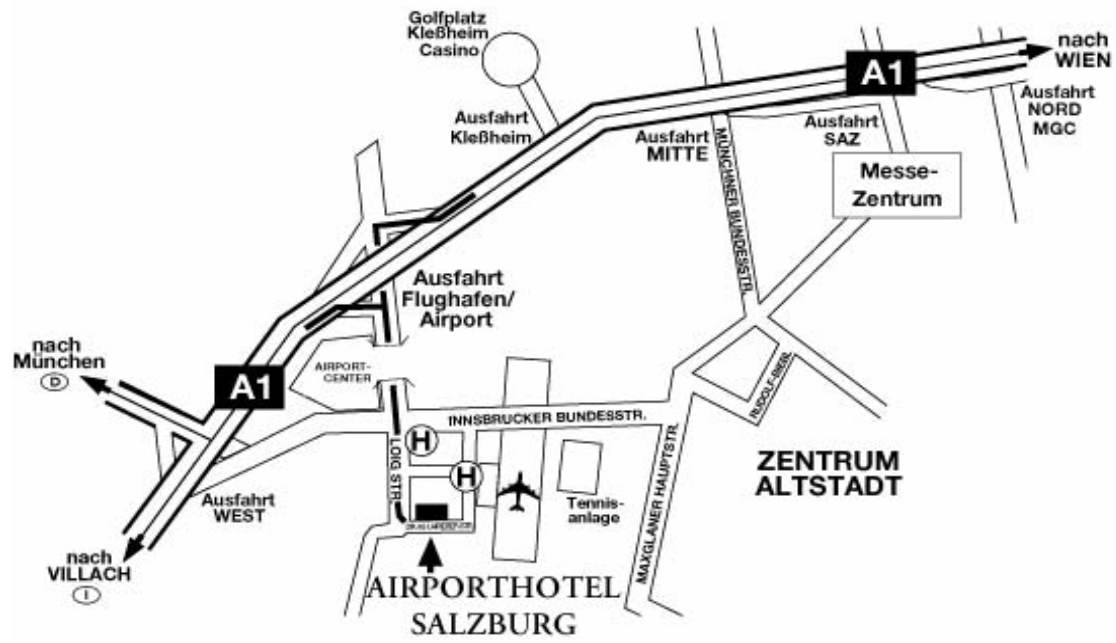 Golfplatz
Kleßheim
Casino
nach
WIEN
A1
Ausfahrt
NORD
MGC
Ausfahrt
Kleßheim
Ausfahrt
MITTE
Ausfahrt
SAZ
Messe-
Zentrum
MÜNCHNER BUNDESSTR.
Ausfahrt
Flughafen/
Airport
nach
München
D
A1
AIRPORT-
CENTER
INNSBRUCKER BUNDESSTR.
RUDOLF-BIEBL
H
LOIG STR.
H
MAXGLANER HAUPTSTR.
ZENTRUM
ALTSTADT
Ausfahrt
WEST
Tennis-
anlage
nach
VILLACH
I
AIRPORTHOTEL
SALZBURG